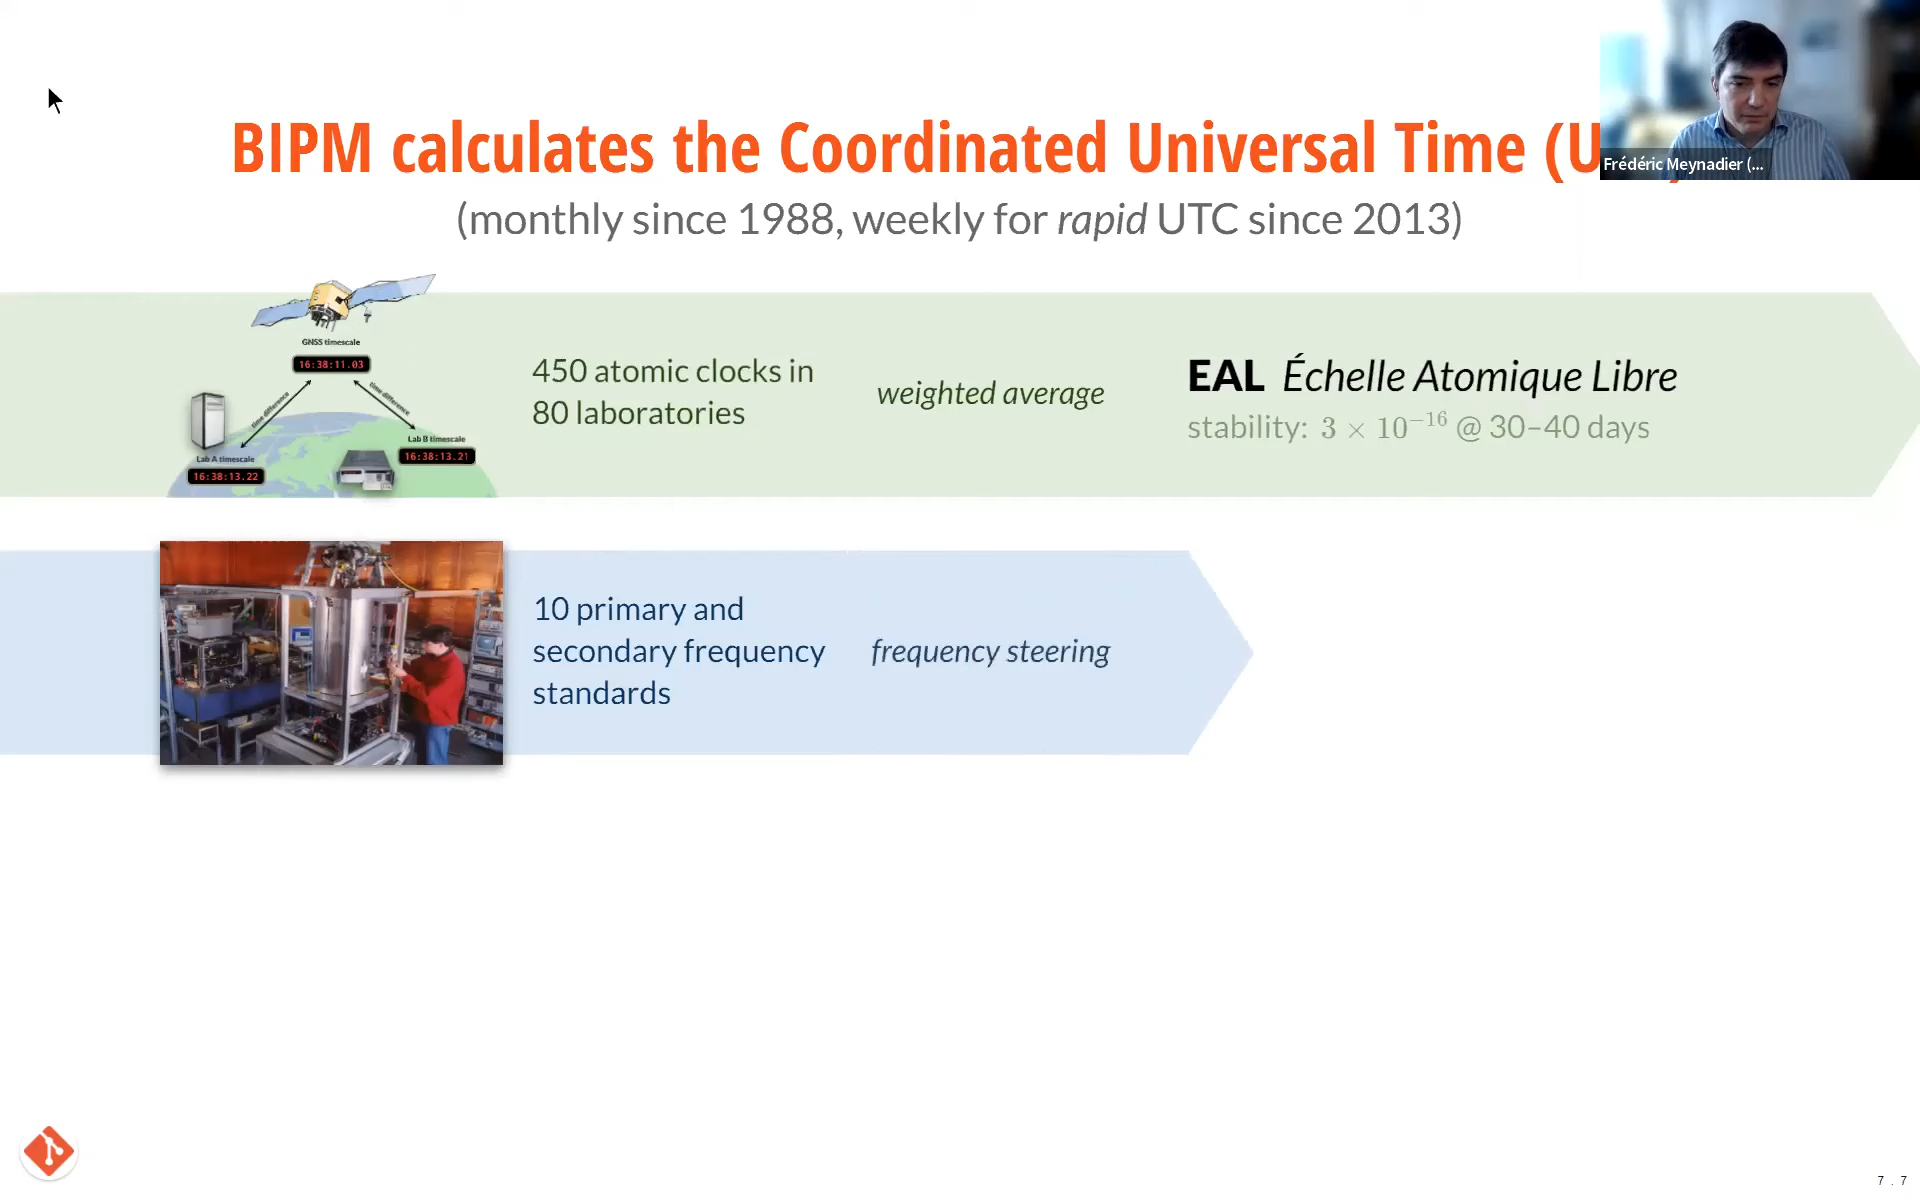 BIPM calculates the Coordinated Universal Time (U
Frédéric Meynadier (...
(monthly since 1988, weekly for rapid UTC since 2013)
GNSS timescale
16:38:11.03
time difference
time difference
Lab B timescale
16:38:13.21
Lab A timescale
16:38:13.22
450 atomic clocks in
80 laboratories
weighted average
EAL Échelle Atomique Libre
stability: 3 × 10⁻¹⁶ @ 30–40 days
10 primary and
secondary frequency
standards
frequency steering
7 . 7